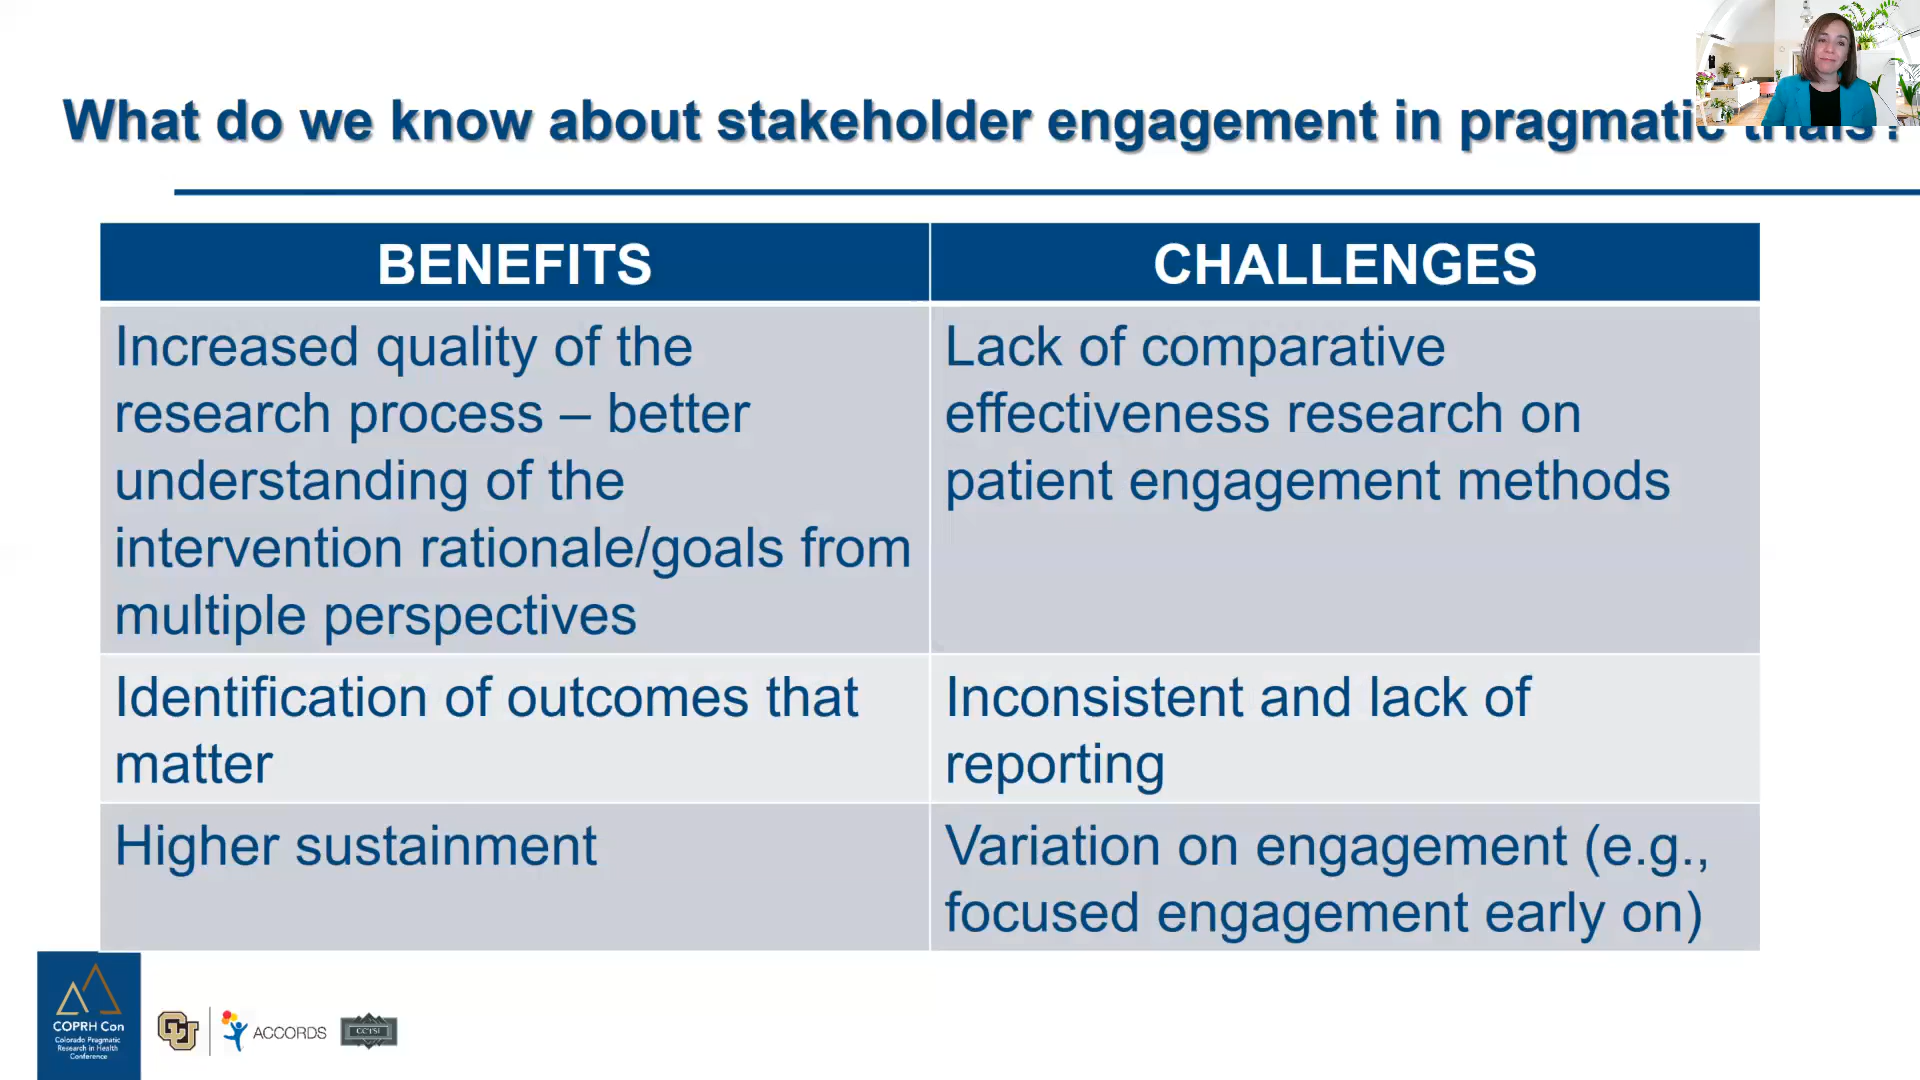 What do we know about stakeholder engagement in pragmatic trials?
BENEFITS
CHALLENGES
Increased quality of the
research process – better
understanding of the
intervention rationale/goals from
multiple perspectives
Lack of comparative
effectiveness research on
patient engagement methods
Identification of outcomes that
matter
Inconsistent and lack of
reporting
Higher sustainment
Variation on engagement (e.g.,
focused engagement early on)
COPRH Con
Colorado Pragmatic
Research in Health
Conference
CU
ACCORDS
CCTSI